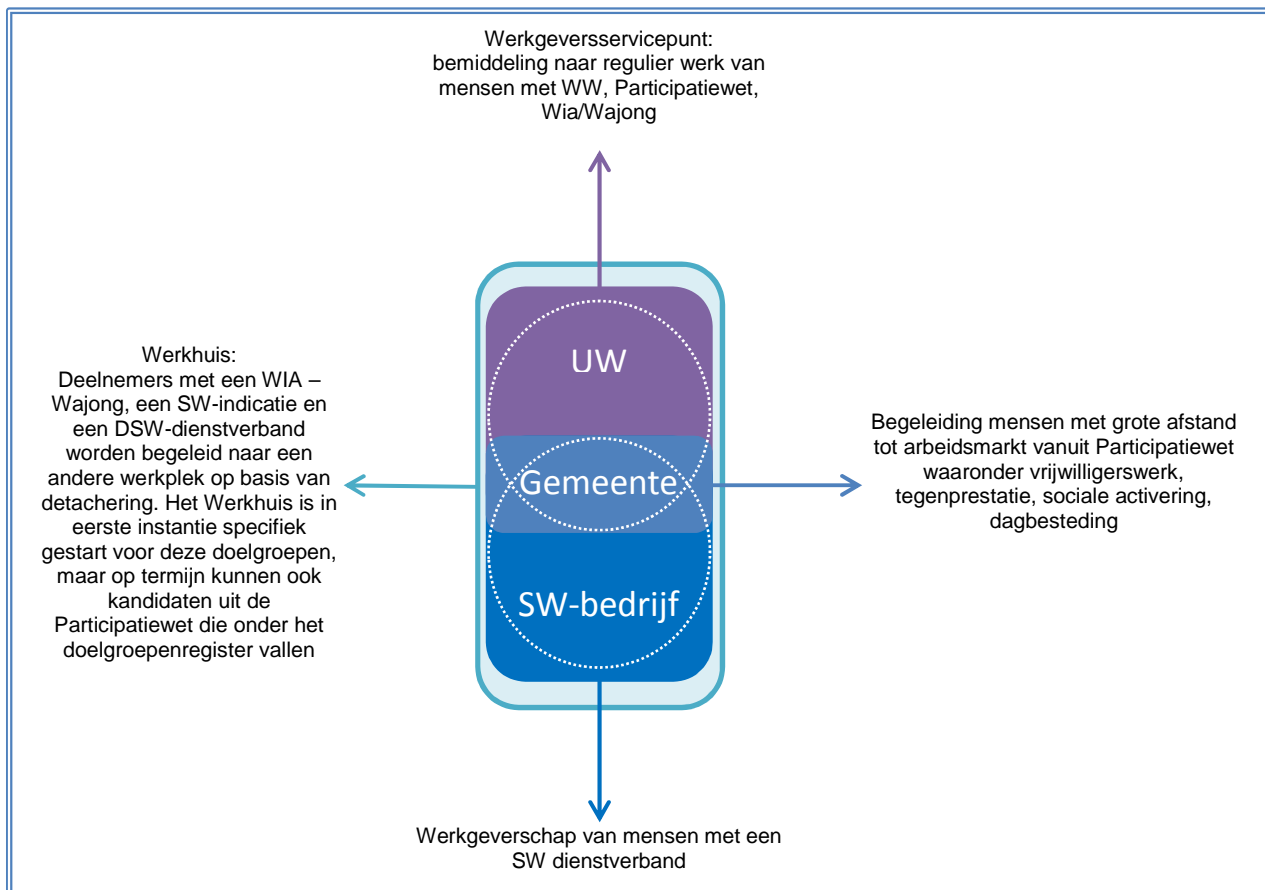 Werkgeversservicepunt:
bemiddeling naar regulier werk van
mensen met WW, Participatiewet,
Wia/Wajong
UW
Gemeente
SW-bedrijf
Werkhuis:
Deelnemers met een WIA –
Wajong, een SW-indicatie en
een DSW-dienstverband
worden begeleid naar een
andere werkplek op basis van
detachering. Het Werkhuis is in
eerste instantie specifiek
gestart voor deze doelgroepen,
maar op termijn kunnen ook
kandidaten uit de
Participatiewet die onder het
doelgroepenregister vallen
Begeleiding mensen met grote afstand
tot arbeidsmarkt vanuit Participatiewet
waaronder vrijwilligerswerk,
tegenprestatie, sociale activering,
dagbesteding
Werkgeverschap van mensen met een
SW dienstverband